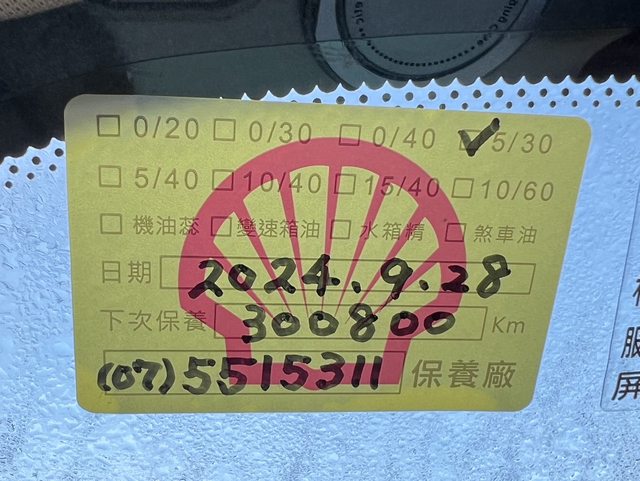 □ 0/20 □ 0/30 □ 0/40 ☑ 5/30
□ 5/40 □ 10/40 □ 15/40 □ 10/60
□ 機油蕊 □ 變速箱油 □ 水箱精 □ 煞車油
日期 2024.9.28
下次保養 300800 Km
(07)5515311 保養廠
服
屏